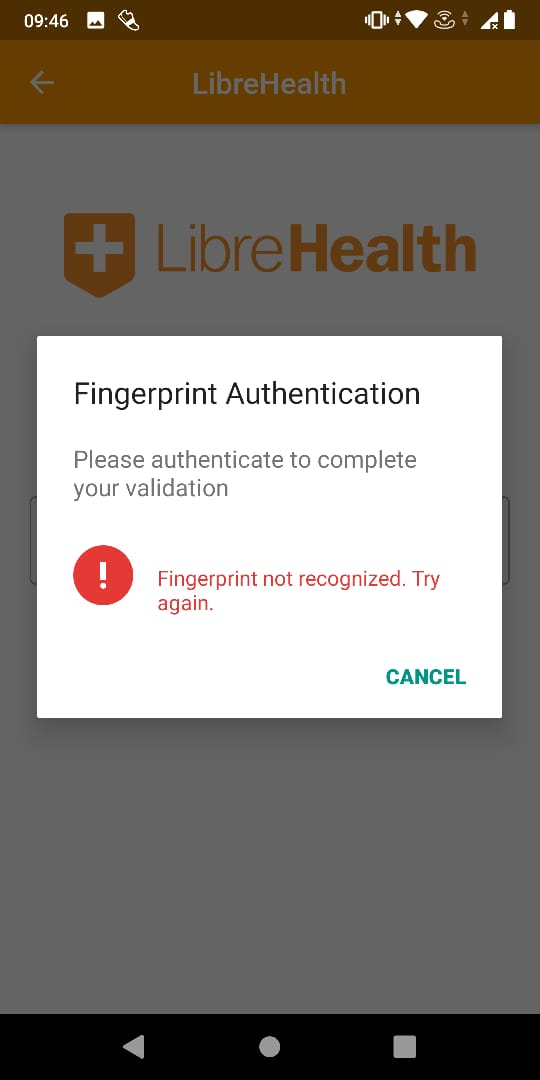 09:46
LibreHealth
LibreHealth
Fingerprint Authentication
Please authenticate to complete
your validation
Fingerprint not recognized. Try
again.
CANCEL